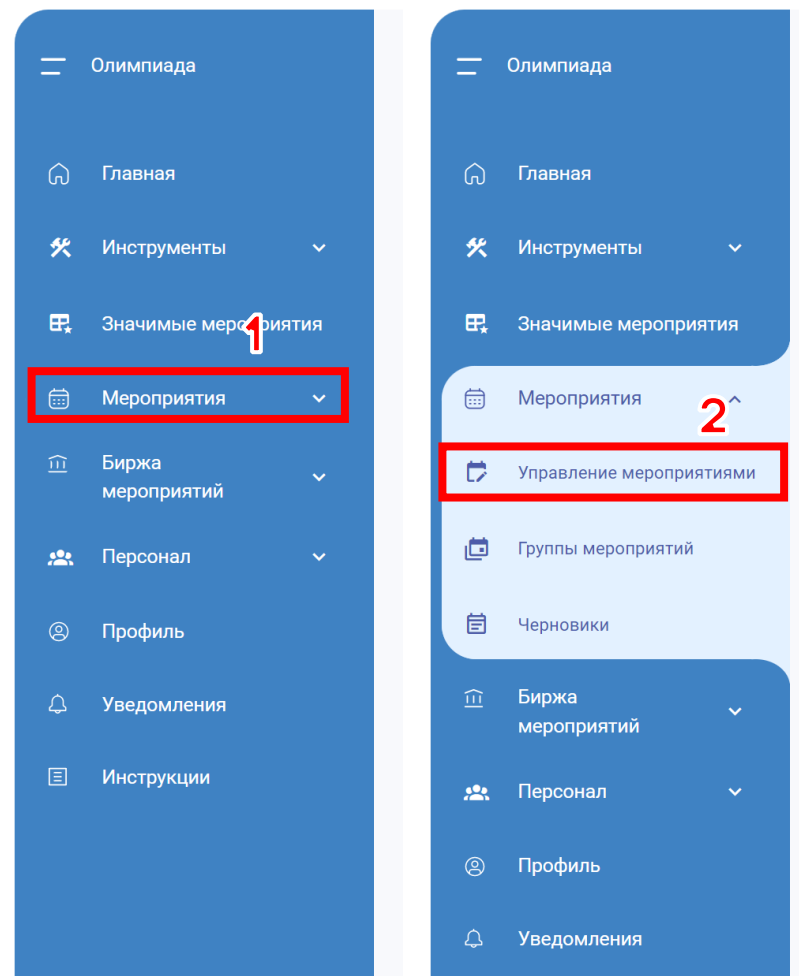 Олимпиада
Главная
Инструменты
Значимые мероприятия
1
Мероприятия
Биржа
мероприятий
Персонал
Профиль
Уведомления
Инструкции
Олимпиада
Главная
Инструменты
Значимые мероприятия
Мероприятия
2
Управление мероприятиями
Группы мероприятий
Черновики
Биржа
мероприятий
Персонал
Профиль
Уведомления